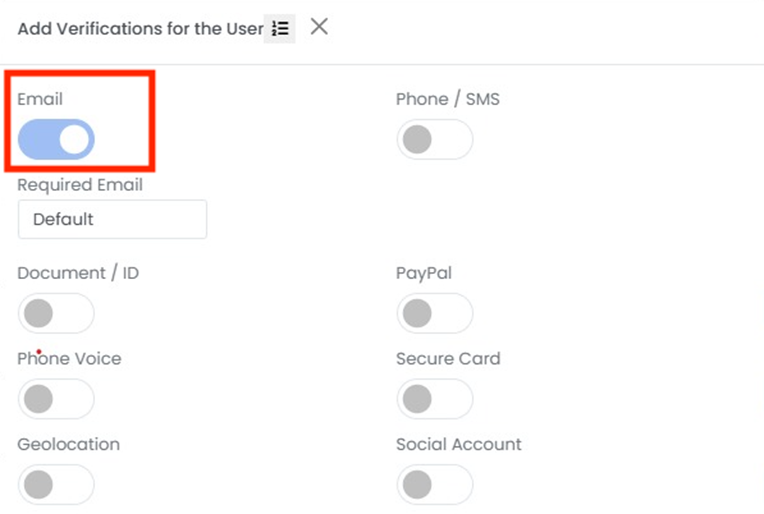 Add Verifications for the User
Email
Phone / SMS
Required Email
Default
Document / ID
PayPal
Phone Voice
Secure Card
Geolocation
Social Account